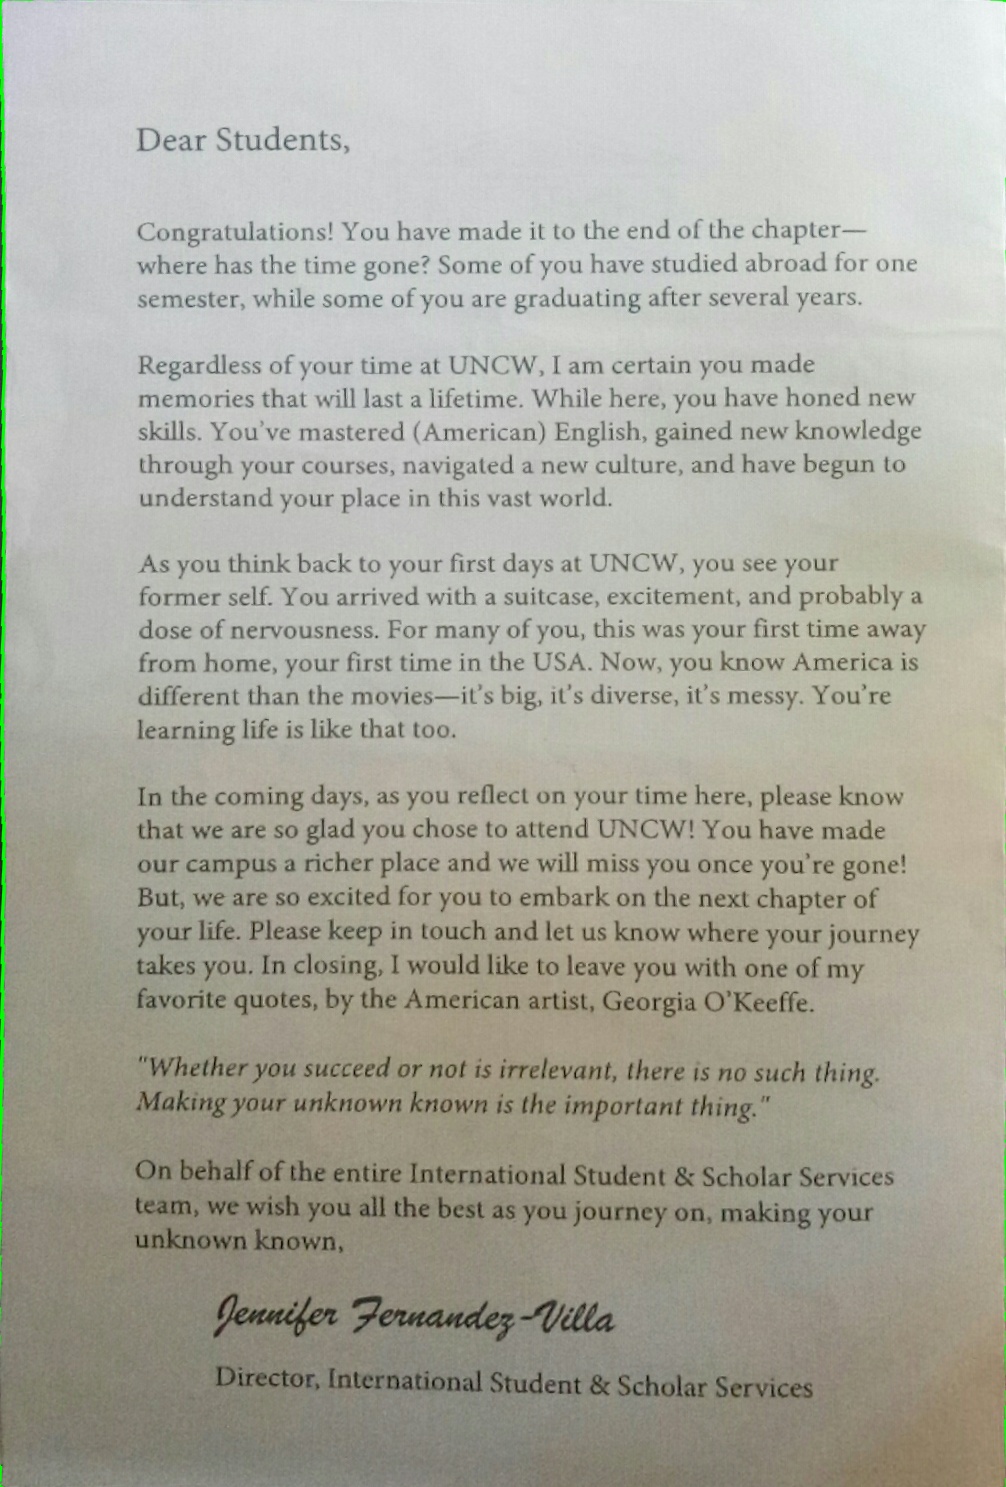 Dear Students,
Congratulations! You have made it to the end of the chapter—
where has the time gone? Some of you have studied abroad for one
semester, while some of you are graduating after several years.
Regardless of your time at UNCW, I am certain you made
memories that will last a lifetime. While here, you have honed new
skills. You've mastered (American) English, gained new knowledge
through your courses, navigated a new culture, and have begun to
understand your place in this vast world.
As you think back to your first days at UNCW, you see your
former self. You arrived with a suitcase, excitement, and probably a
dose of nervousness. For many of you, this was your first time away
from home, your first time in the USA. Now, you know America is
different than the movies—it's big, it's diverse, it's messy. You're
learning life is like that too.
In the coming days, as you reflect on your time here, please know
that we are so glad you chose to attend UNCW! You have made
our campus a richer place and we will miss you once you're gone!
But, we are so excited for you to embark on the next chapter of
your life. Please keep in touch and let us know where your journey
takes you. In closing, I would like to leave you with one of my
favorite quotes, by the American artist, Georgia O'Keeffe.
"Whether you succeed or not is irrelevant, there is no such thing.
Making your unknown known is the important thing."
On behalf of the entire International Student & Scholar Services
team, we wish you all the best as you journey on, making your
unknown known,
Jennifer Fernandez-Villa
Director, International Student & Scholar Services